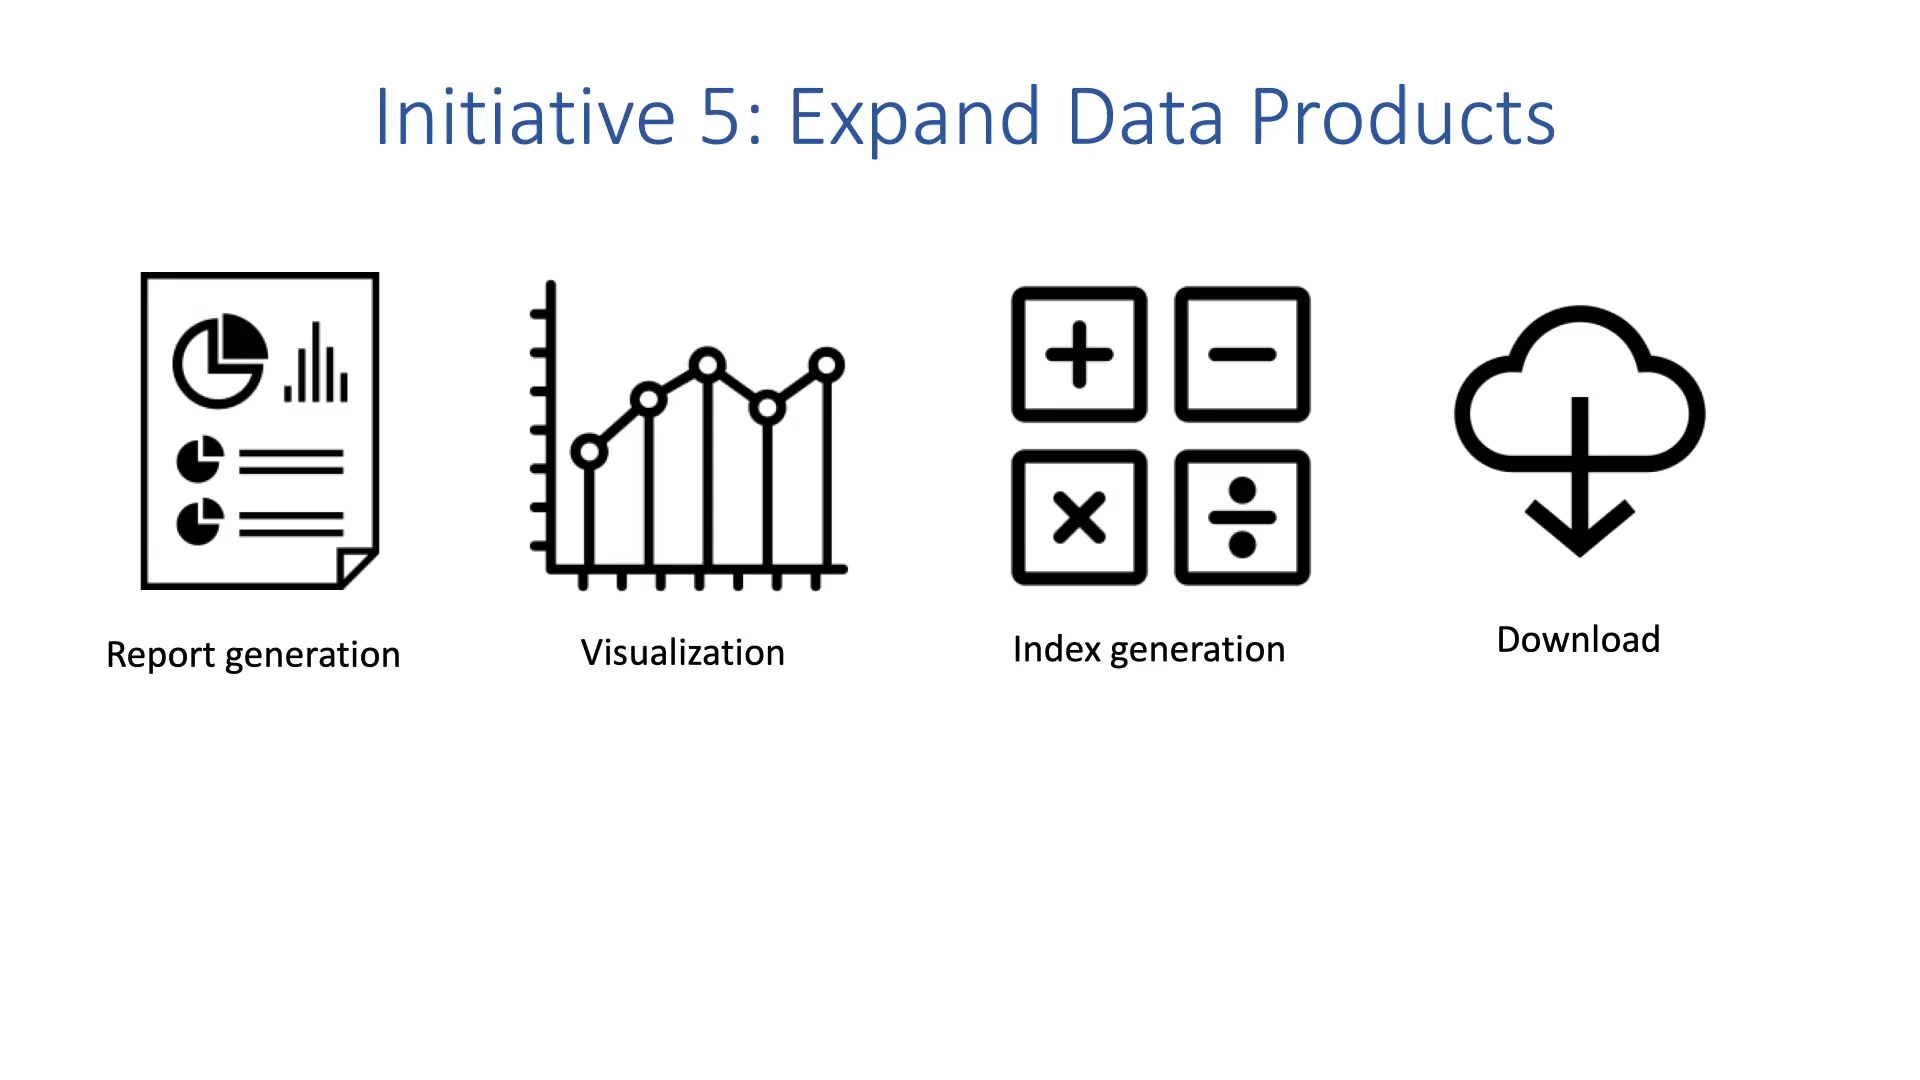 Initiative 5: Expand Data Products
Report generation
Visualization
Index generation
Download